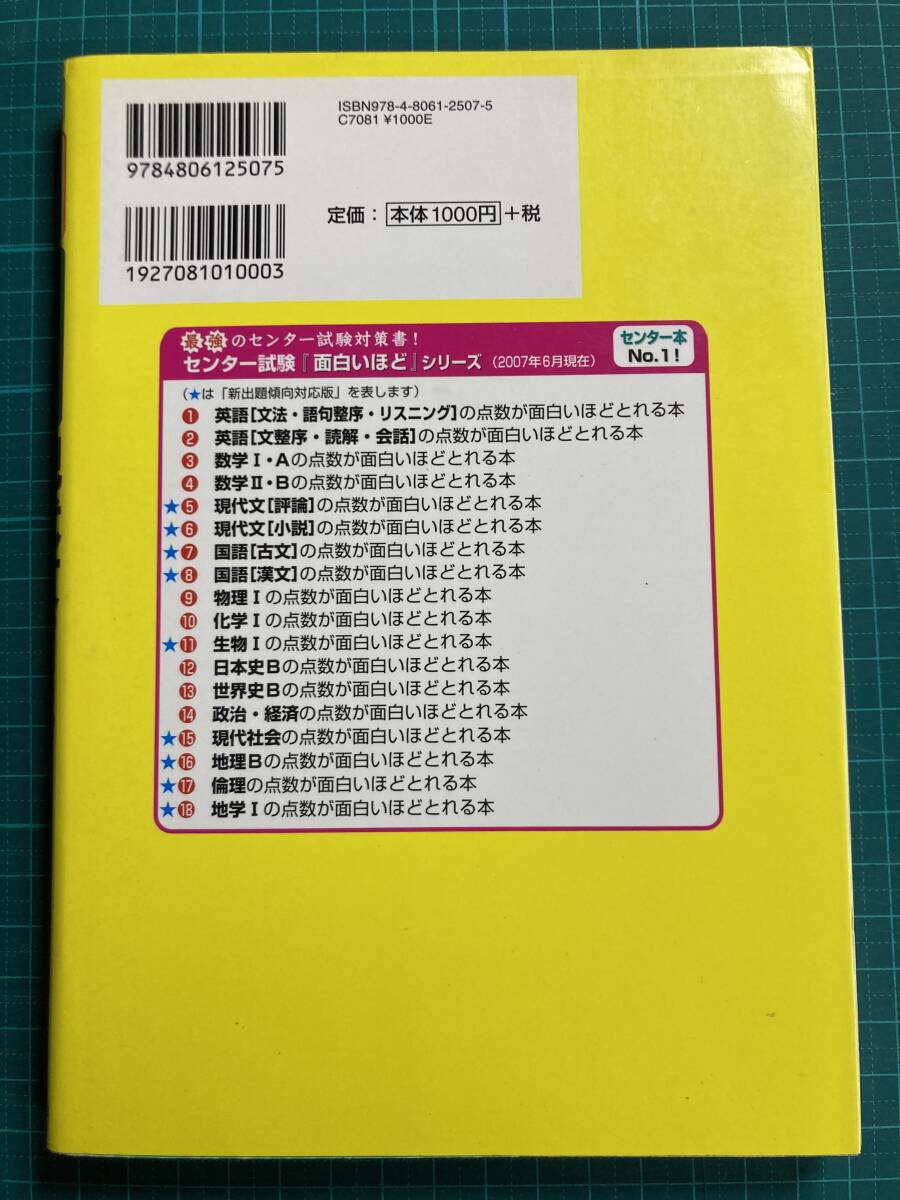 ISBN978-4-8061-2507-5
C7081 ¥1000E
9784806125075
定価：本体1000円+税
1927081010003
最強のセンター試験対策書！
センター試験『面白いほど』シリーズ（2007年6月現在）
センター本
No.1!
（★は「新出題傾向対応版」を表します）
❶ 英語［文法・語句整序・リスニング］の点数が面白いほどとれる本
❷ 英語［文整序・読解・会話］の点数が面白いほどとれる本
❸ 数学Ⅰ・Aの点数が面白いほどとれる本
❹ 数学Ⅱ・Bの点数が面白いほどとれる本
★❺ 現代文［評論］の点数が面白いほどとれる本
★❻ 現代文［小説］の点数が面白いほどとれる本
★❼ 国語［古文］の点数が面白いほどとれる本
★❽ 国語［漢文］の点数が面白いほどとれる本
❾ 物理Ⅰの点数が面白いほどとれる本
❿ 化学Ⅰの点数が面白いほどとれる本
★⓫ 生物Ⅰの点数が面白いほどとれる本
⓬ 日本史Bの点数が面白いほどとれる本
⓭ 世界史Bの点数が面白いほどとれる本
⓮ 政治・経済の点数が面白いほどとれる本
★⓯ 現代社会の点数が面白いほどとれる本
★⓰ 地理Bの点数が面白いほどとれる本
★⓱ 倫理の点数が面白いほどとれる本
★⓲ 地学Ⅰの点数が面白いほどとれる本